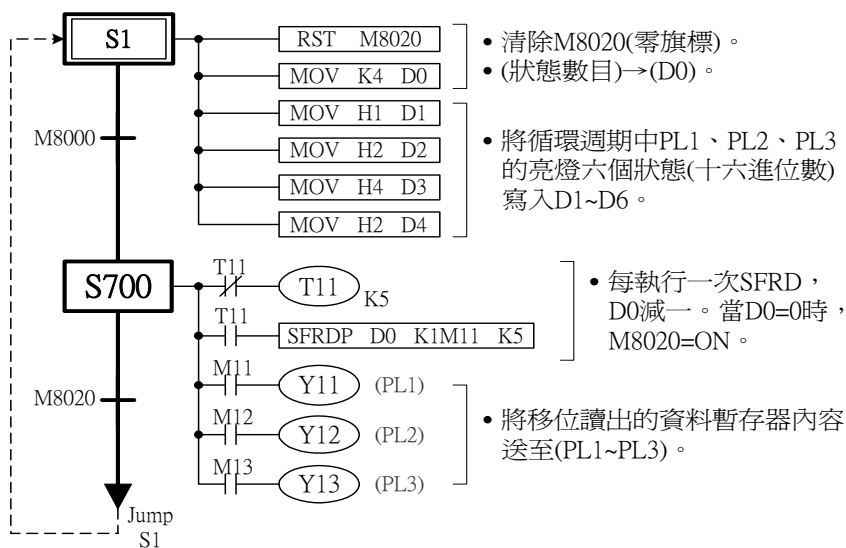 S1
RST M8020
MOV K4 D0
MOV H1 D1
MOV H2 D2
MOV H4 D3
MOV H2 D4
• 清除M8020(零旗標)。
• (狀態數目)→(D0)。
• 將循環週期中PL1、PL2、PL3
的亮燈六個狀態(十六進位數)
寫入D1~D6。
M8000
S700
T11
T11
K5
T11
SFRDP D0 K1M11 K5
M11
Y11
(PL1)
M12
Y12
(PL2)
M13
Y13
(PL3)
• 每執行一次SFRD,
D0減一。當D0=0時,
M8020=ON。
• 將移位讀出的資料暫存器內容
送至(PL1~PL3)。
M8020
Jump
S1